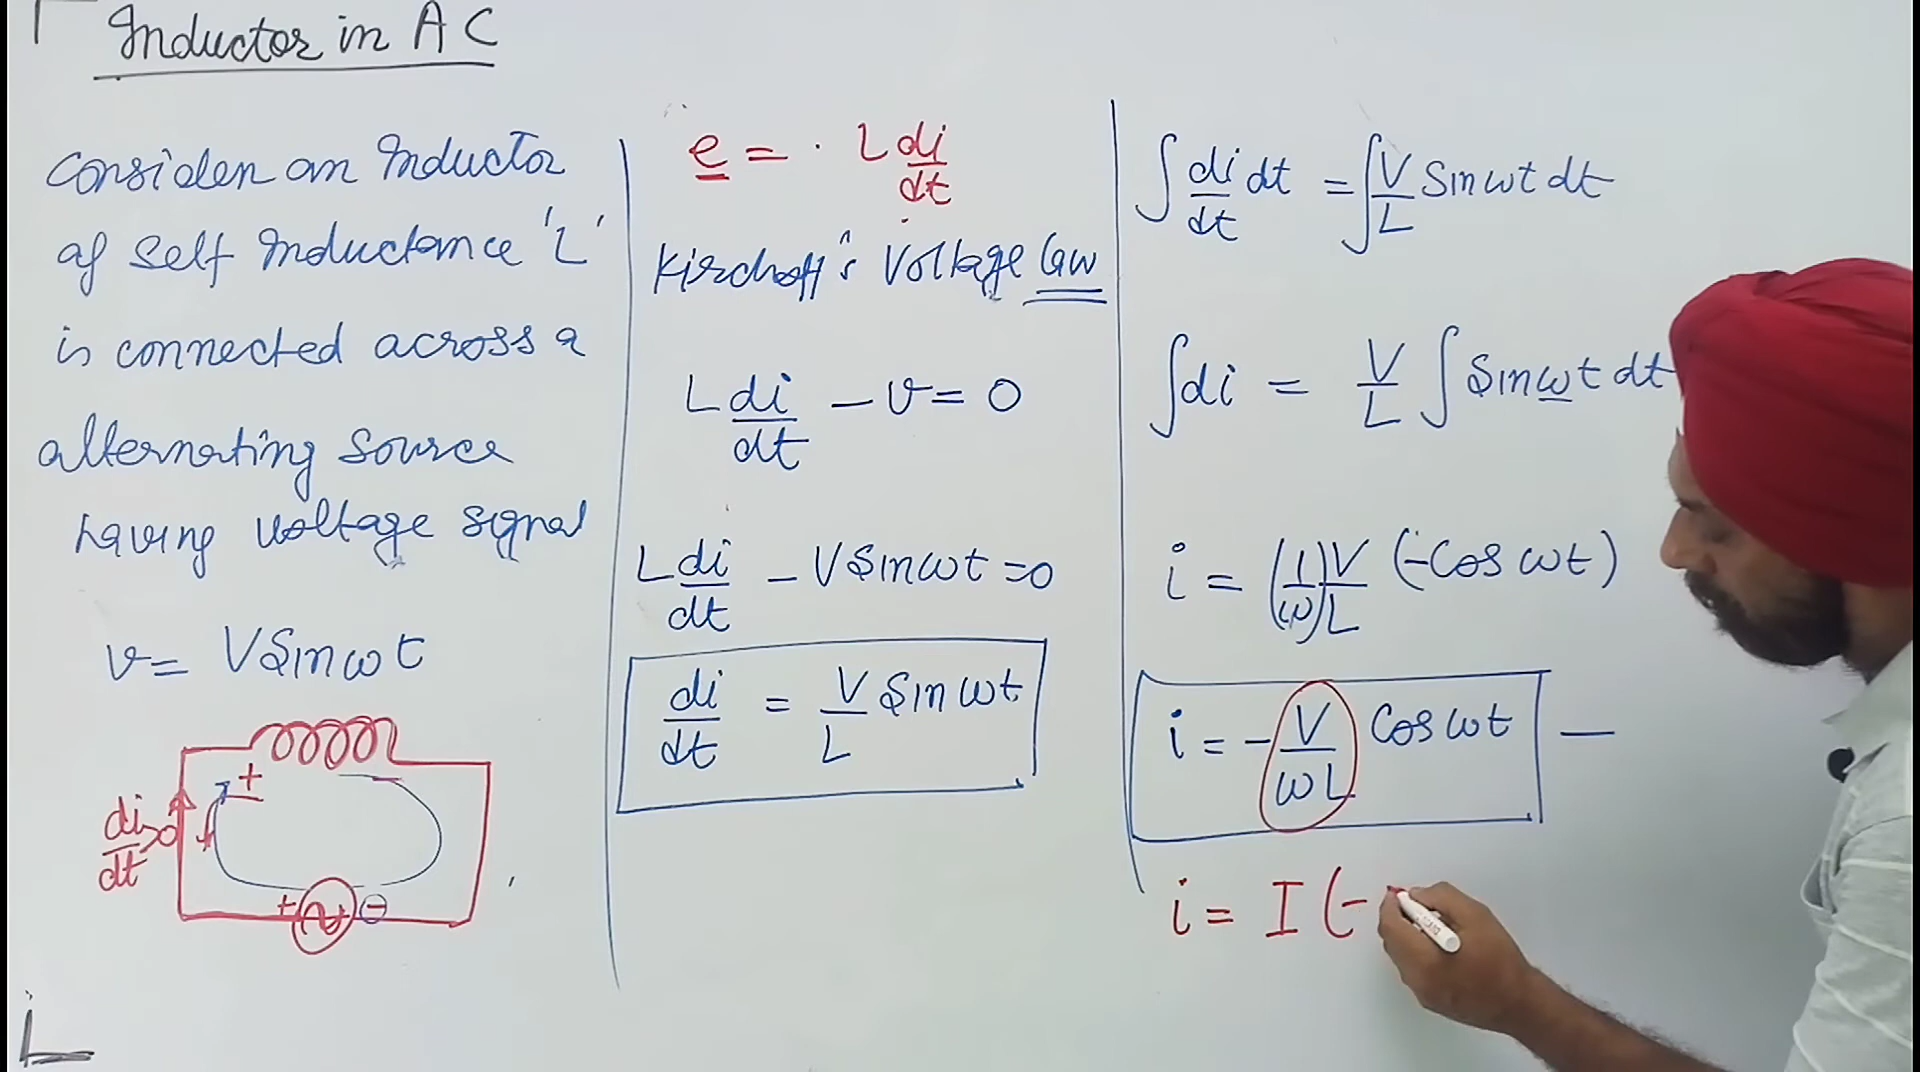 Inductor in AC
Consider an Inductor
of Self Inductance 'L'
is connected across a
alternating source
having voltage signal
v = V Sin ωt
+
di/dt > 0
+ -
e = L di/dt
Kirchoff's Voltage law
L di/dt - v = 0
L di/dt - V Sin ωt = 0
di/dt = V/L Sin ωt
∫ di/dt dt = ∫ V/L Sin ωt dt
∫ di = V/L ∫ Sin ωt dt
i = (1/ω) V/L (-Cos ωt)
i = - V/ωL Cos ωt —
i = I (-